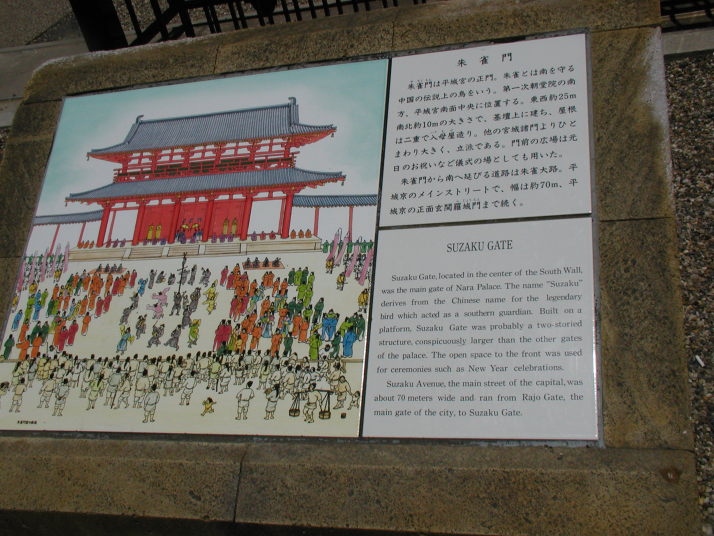 朱雀門
朱雀門は平城宮の正門。朱雀とは南を守る
中国の伝説上の鳥をいう。第一次朝堂院の南
方、平城宮南面中央に位置する。東西約25m
南北約10mの大きさで、基壇上に建ち、屋根
は二重で入母屋造り。他の宮城諸門よりひと
まわり大きく、立派である。門前の広場は元
日のお祝いなど儀式の場としても用いた。
朱雀門から南へ延びる道路は朱雀大路。平
城京のメインストリートで、幅は約70m、平
城京の正面玄関羅城門まで続く。
SUZAKU GATE
Suzaku Gate, located in the center of the South Wall,
was the main gate of Nara Palace. The name "Suzaku"
derives from the Chinese name for the legendary
bird which acted as a southern guardian. Built on a
platform, Suzaku Gate was probably a two-storied
structure, conspicuously larger than the other gates
of the palace. The open space to the front was used
for ceremonies such as New Year celebrations.
Suzaku Avenue, the main street of the capital, was
about 70 meters wide and ran from Rajo Gate, the
main gate of the city, to Suzaku Gate.